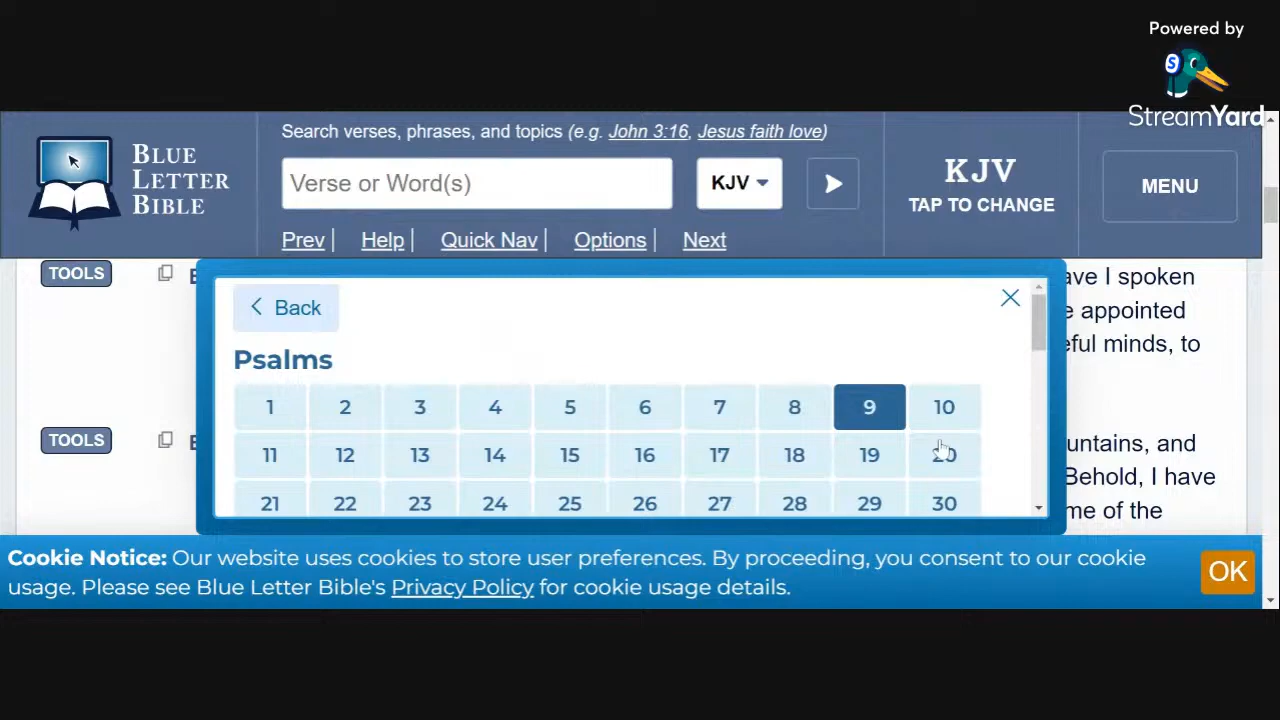 Powered by
StreamYard
BLUE
LETTER
BIBLE
Search verses, phrases, and topics (e.g. John 3:16, Jesus faith love)
Verse or Word(s)
KJV
Prev | Help | Quick Nav | Options | Next
KJV
TAP TO CHANGE
MENU
TOOLS
ave I spoken
e appointed
eful minds, to
TOOLS
untains, and
Behold, I have
me of the
Back
Psalms
1 2 3 4 5 6 7 8 9 10
11 12 13 14 15 16 17 18 19 20
21 22 23 24 25 26 27 28 29 30
Cookie Notice: Our website uses cookies to store user preferences. By proceeding, you consent to our cookie
usage. Please see Blue Letter Bible's Privacy Policy for cookie usage details.
OK